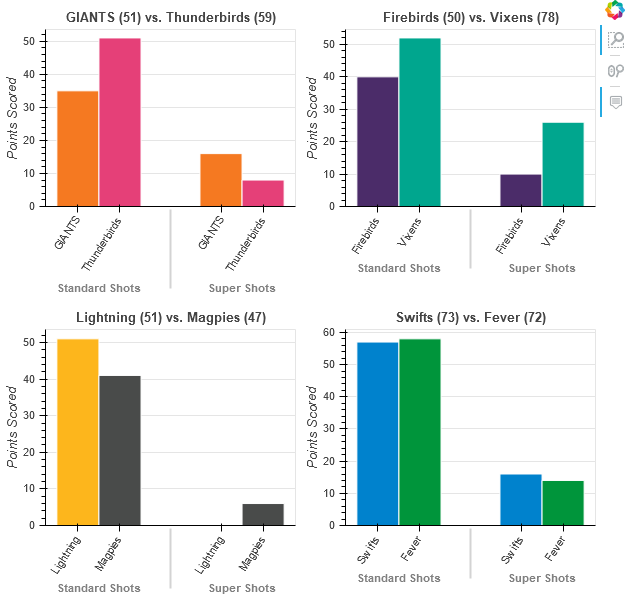 GIANTS (51) vs. Thunderbirds (59)
Points Scored
50
40
30
20
10
0
GIANTS
Thunderbirds
GIANTS
Thunderbirds
Standard Shots
Super Shots
Firebirds (50) vs. Vixens (78)
Points Scored
50
40
30
20
10
0
Firebirds
Vixens
Firebirds
Vixens
Standard Shots
Super Shots
Lightning (51) vs. Magpies (47)
Points Scored
50
40
30
20
10
0
Lightning
Magpies
Lightning
Magpies
Standard Shots
Super Shots
Swifts (73) vs. Fever (72)
Points Scored
60
50
40
30
20
10
0
Swifts
Fever
Swifts
Fever
Standard Shots
Super Shots